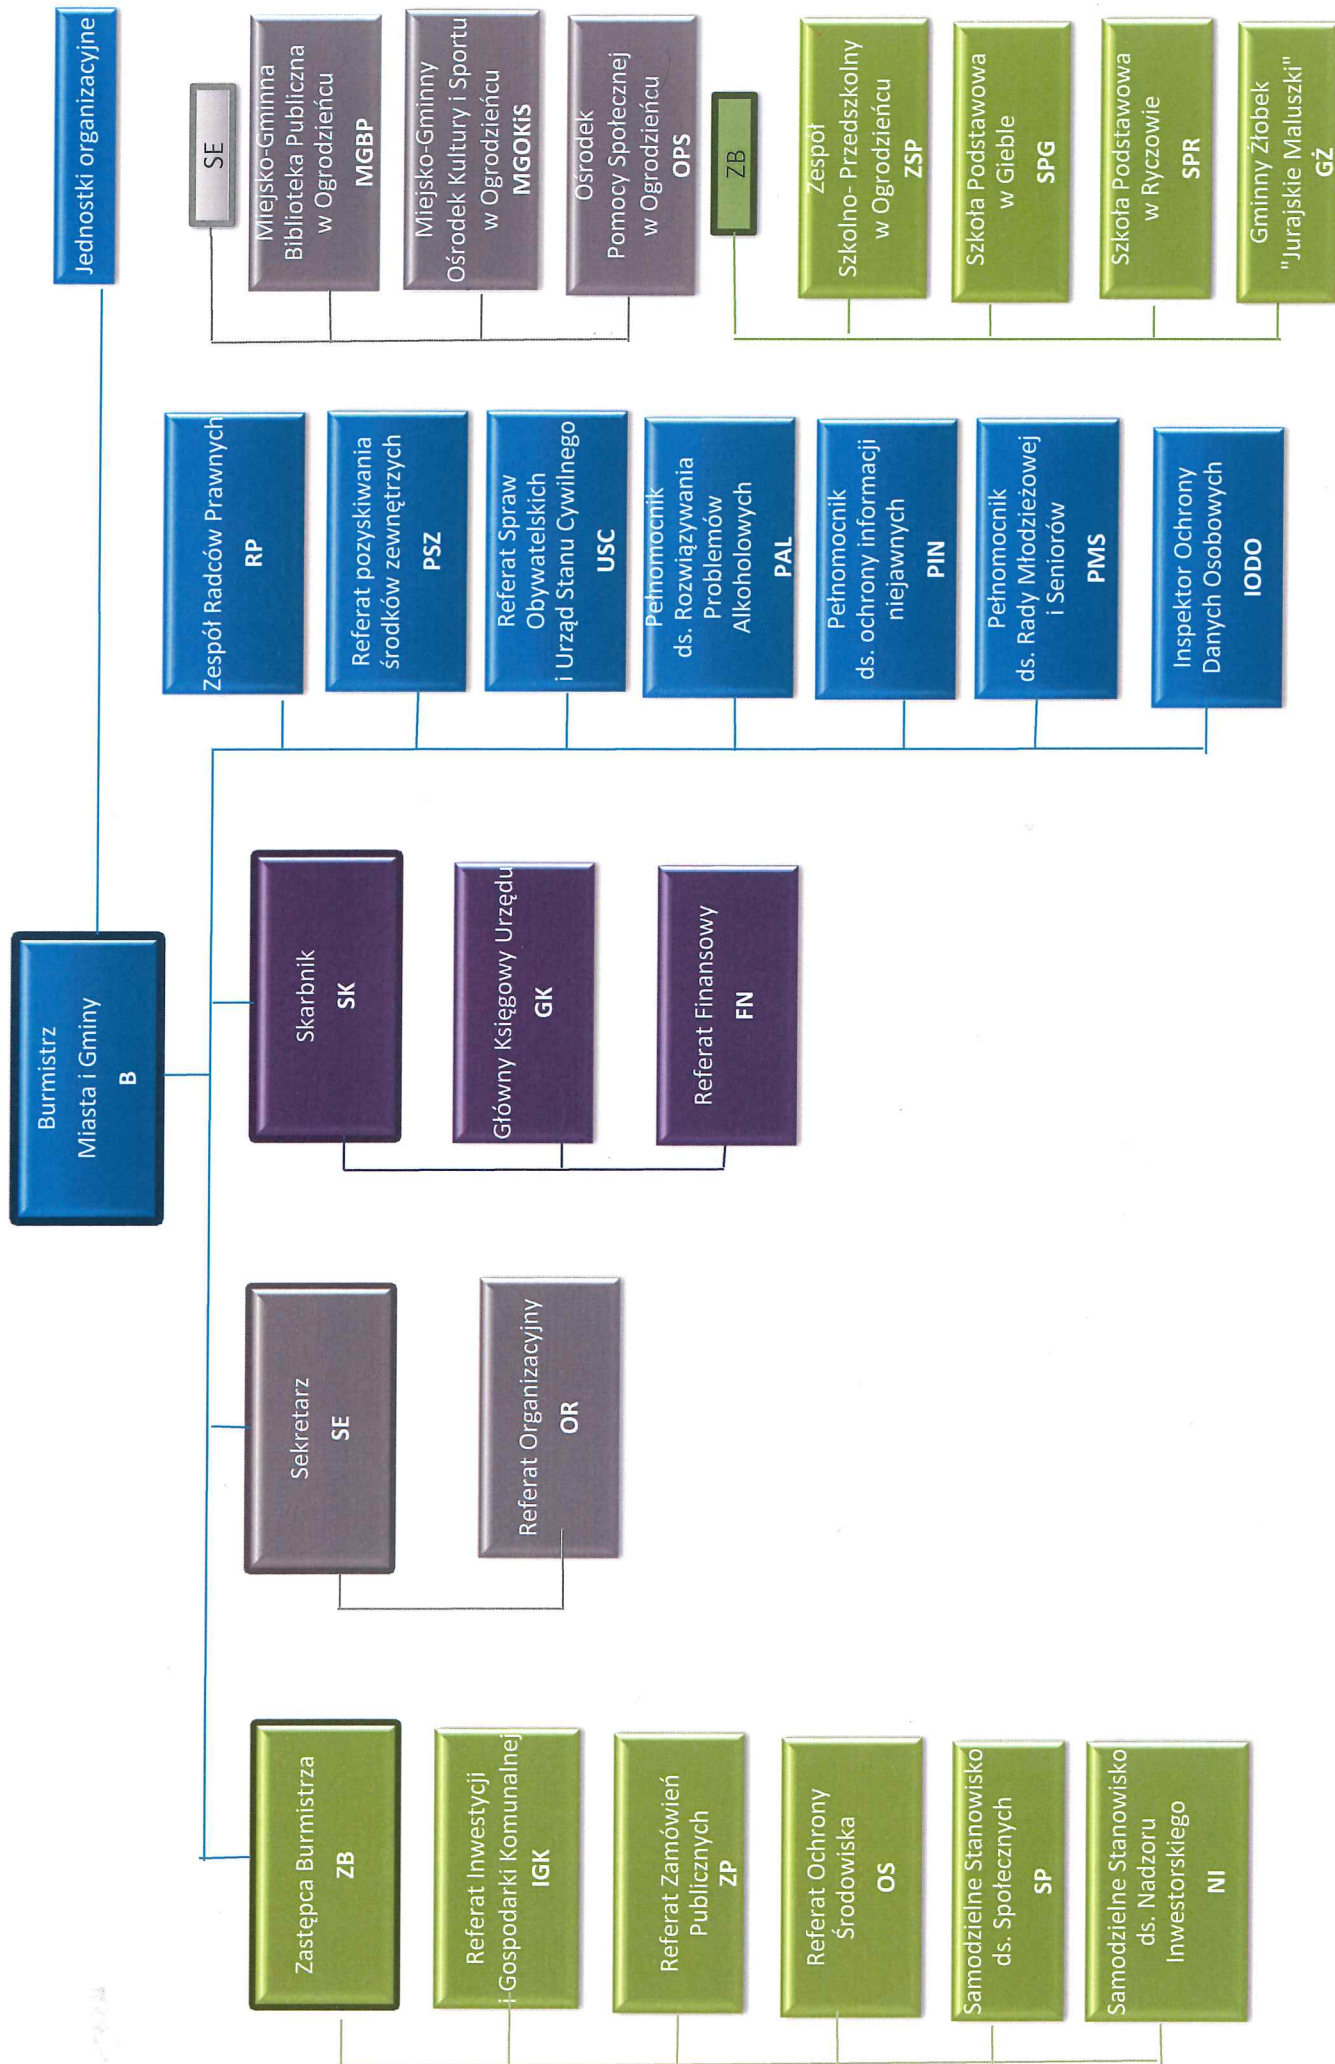 Burmistrz
Miasta i Gminy
B
Jednostki organizacyjne
Zastępca Burmistrza
ZB
Referat Inwestycji
i Gospodarki Komunalnej
IGK
Referat Zamówień
Publicznych
ZP
Referat Ochrony
Środowiska
OS
Samodzielne Stanowisko
ds. Społecznych
SP
Samodzielne Stanowisko
ds. Nadzoru
Inwestorskiego
NI
Sekretarz
SE
Referat Organizacyjny
OR
Skarbnik
SK
Główny Księgowy Urzędu
GK
Referat Finansowy
FN
Zespół Radców Prawnych
RP
Referat pozyskiwania
środków zewnętrzych
PSZ
Referat Spraw
Obywatelskich
i Urząd Stanu Cywilnego
USC
Pełnomocnik
ds. Rozwiązywania
Problemów
Alkoholowych
PAL
Pełnomocnik
ds. ochrony informacji
niejawnych
PIN
Pełnomocnik
ds. Rady Młodzieżowej
i Seniorów
PMS
Inspektor Ochrony
Danych Osobowych
IODO
SE
Miejsko-Gminna
Biblioteka Publiczna
w Ogrodzieńcu
MGBP
Miejsko-Gminny
Ośrodek Kultury i Sportu
w Ogrodzieńcu
MGOKiS
Ośrodek
Pomocy Społecznej
w Ogrodzieńcu
OPS
ZB
Zespół
Szkolno- Przedszkolny
w Ogrodzieńcu
ZSP
Szkoła Podstawowa
w Gieble
SPG
Szkoła Podstawowa
w Ryczowie
SPR
Gminny Żłobek
"Jurajskie Maluszki"
GŻ